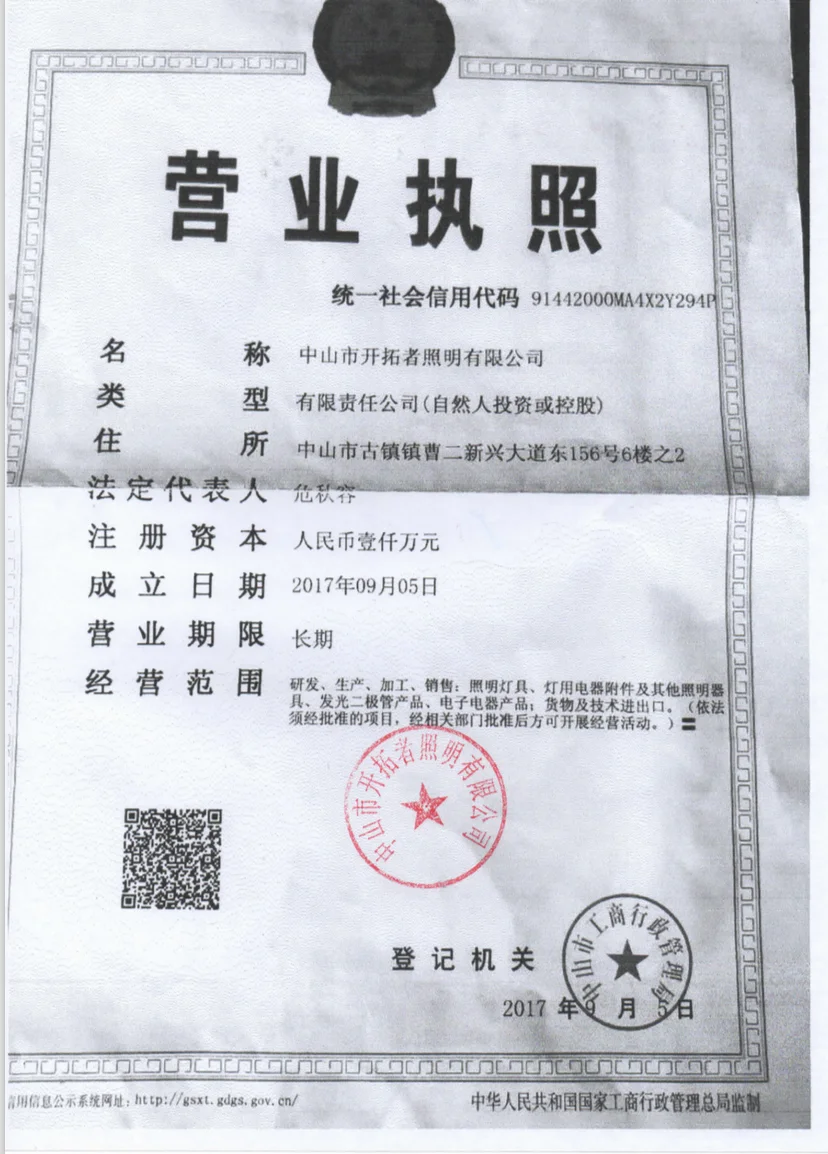 营业执照
统一社会信用代码 91442000MA4X2Y294P
名称 中山市开拓者照明有限公司
类型 有限责任公司(自然人投资或控股)
住所 中山市古镇镇曹二新兴大道东156号6楼之2
法定代表人 危秋容
注册资本 人民币壹仟万元
成立日期 2017年09月05日
营业期限 长期
经营范围 研发、生产、加工、销售：照明灯具、灯用电器附件及其他照明器
具、发光二极管产品、电子电器产品；货物及技术进出口。（依法
须经批准的项目，经相关部门批准后方可开展经营活动。）〓
中山市开拓者照明有限公司
登记机关
中山市工商行政管理局
2017 年9 月 5日
信用信息公示系统网址：http://gsxt.gdgs.gov.cn/
中华人民共和国国家工商行政管理总局监制